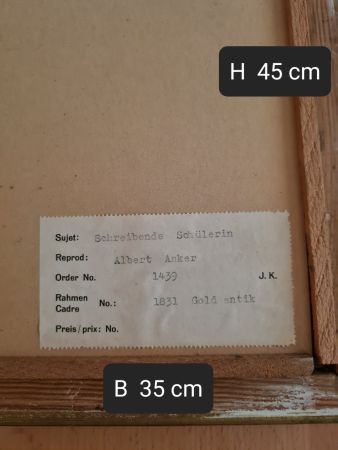 H 45 cm
Sujet: Schreibende Schülerin
Reprod: Albert Anker
Order No. 1439 J. K.
Rahmen
Cadre No.: 1831 Gold antik
Preis/prix: No.
B 35 cm